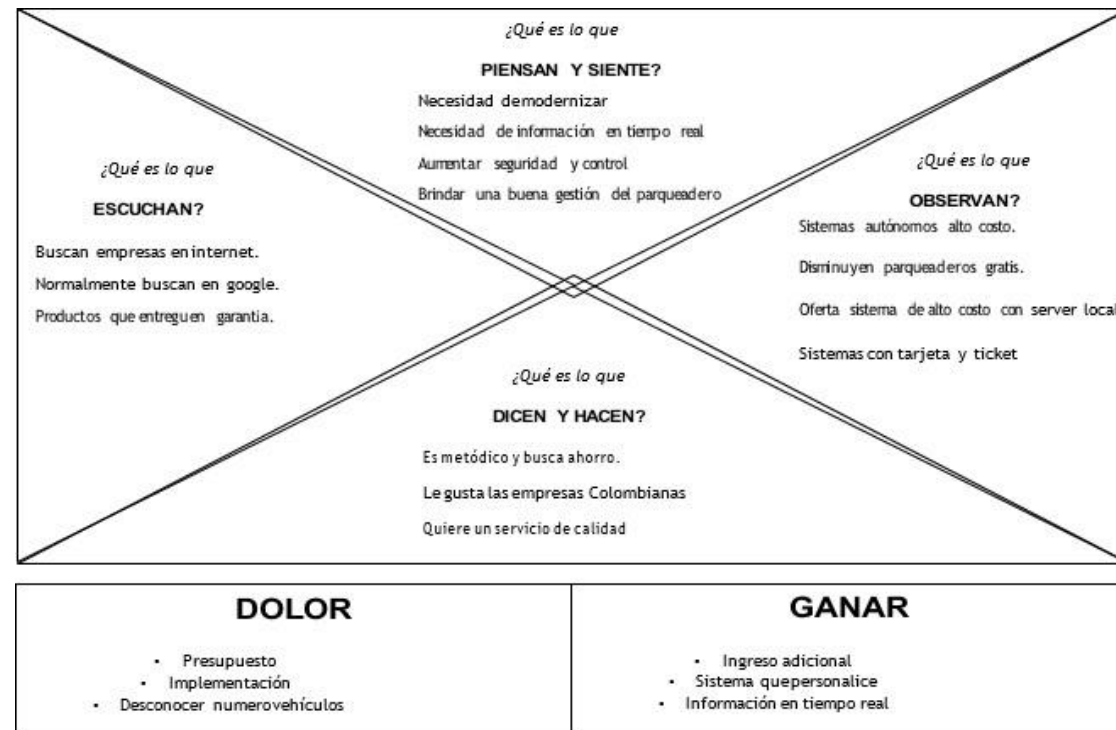 ¿Qué es lo que
PIENSAN Y SIENTE?
Necesidad demodernizar
Necesidad de información en tiempo real
Aumentar seguridad y control
Brindar una buena gestión del parqueadero
¿Qué es lo que
ESCUCHAN?
Buscan empresas en internet.
Normalmente buscan en google.
Productos que entreguen garantia.
¿Qué es lo que
OBSERVAN?
Sistemas autónomos alto costo.
Disminuyen parqueaderos gratis.
Oferta sistema de alto costo con server local
Sistemas con tarjeta y ticket
¿Qué es lo que
DICEN Y HACEN?
Es metódico y busca ahorro.
Le gusta las empresas Colombianas
Quiere un servicio de calidad
DOLOR
• Presupuesto
• Implementación
• Desconocer numerovehículos
GANAR
• Ingreso adicional
• Sistema quepersonalice
• Información en tiempo real